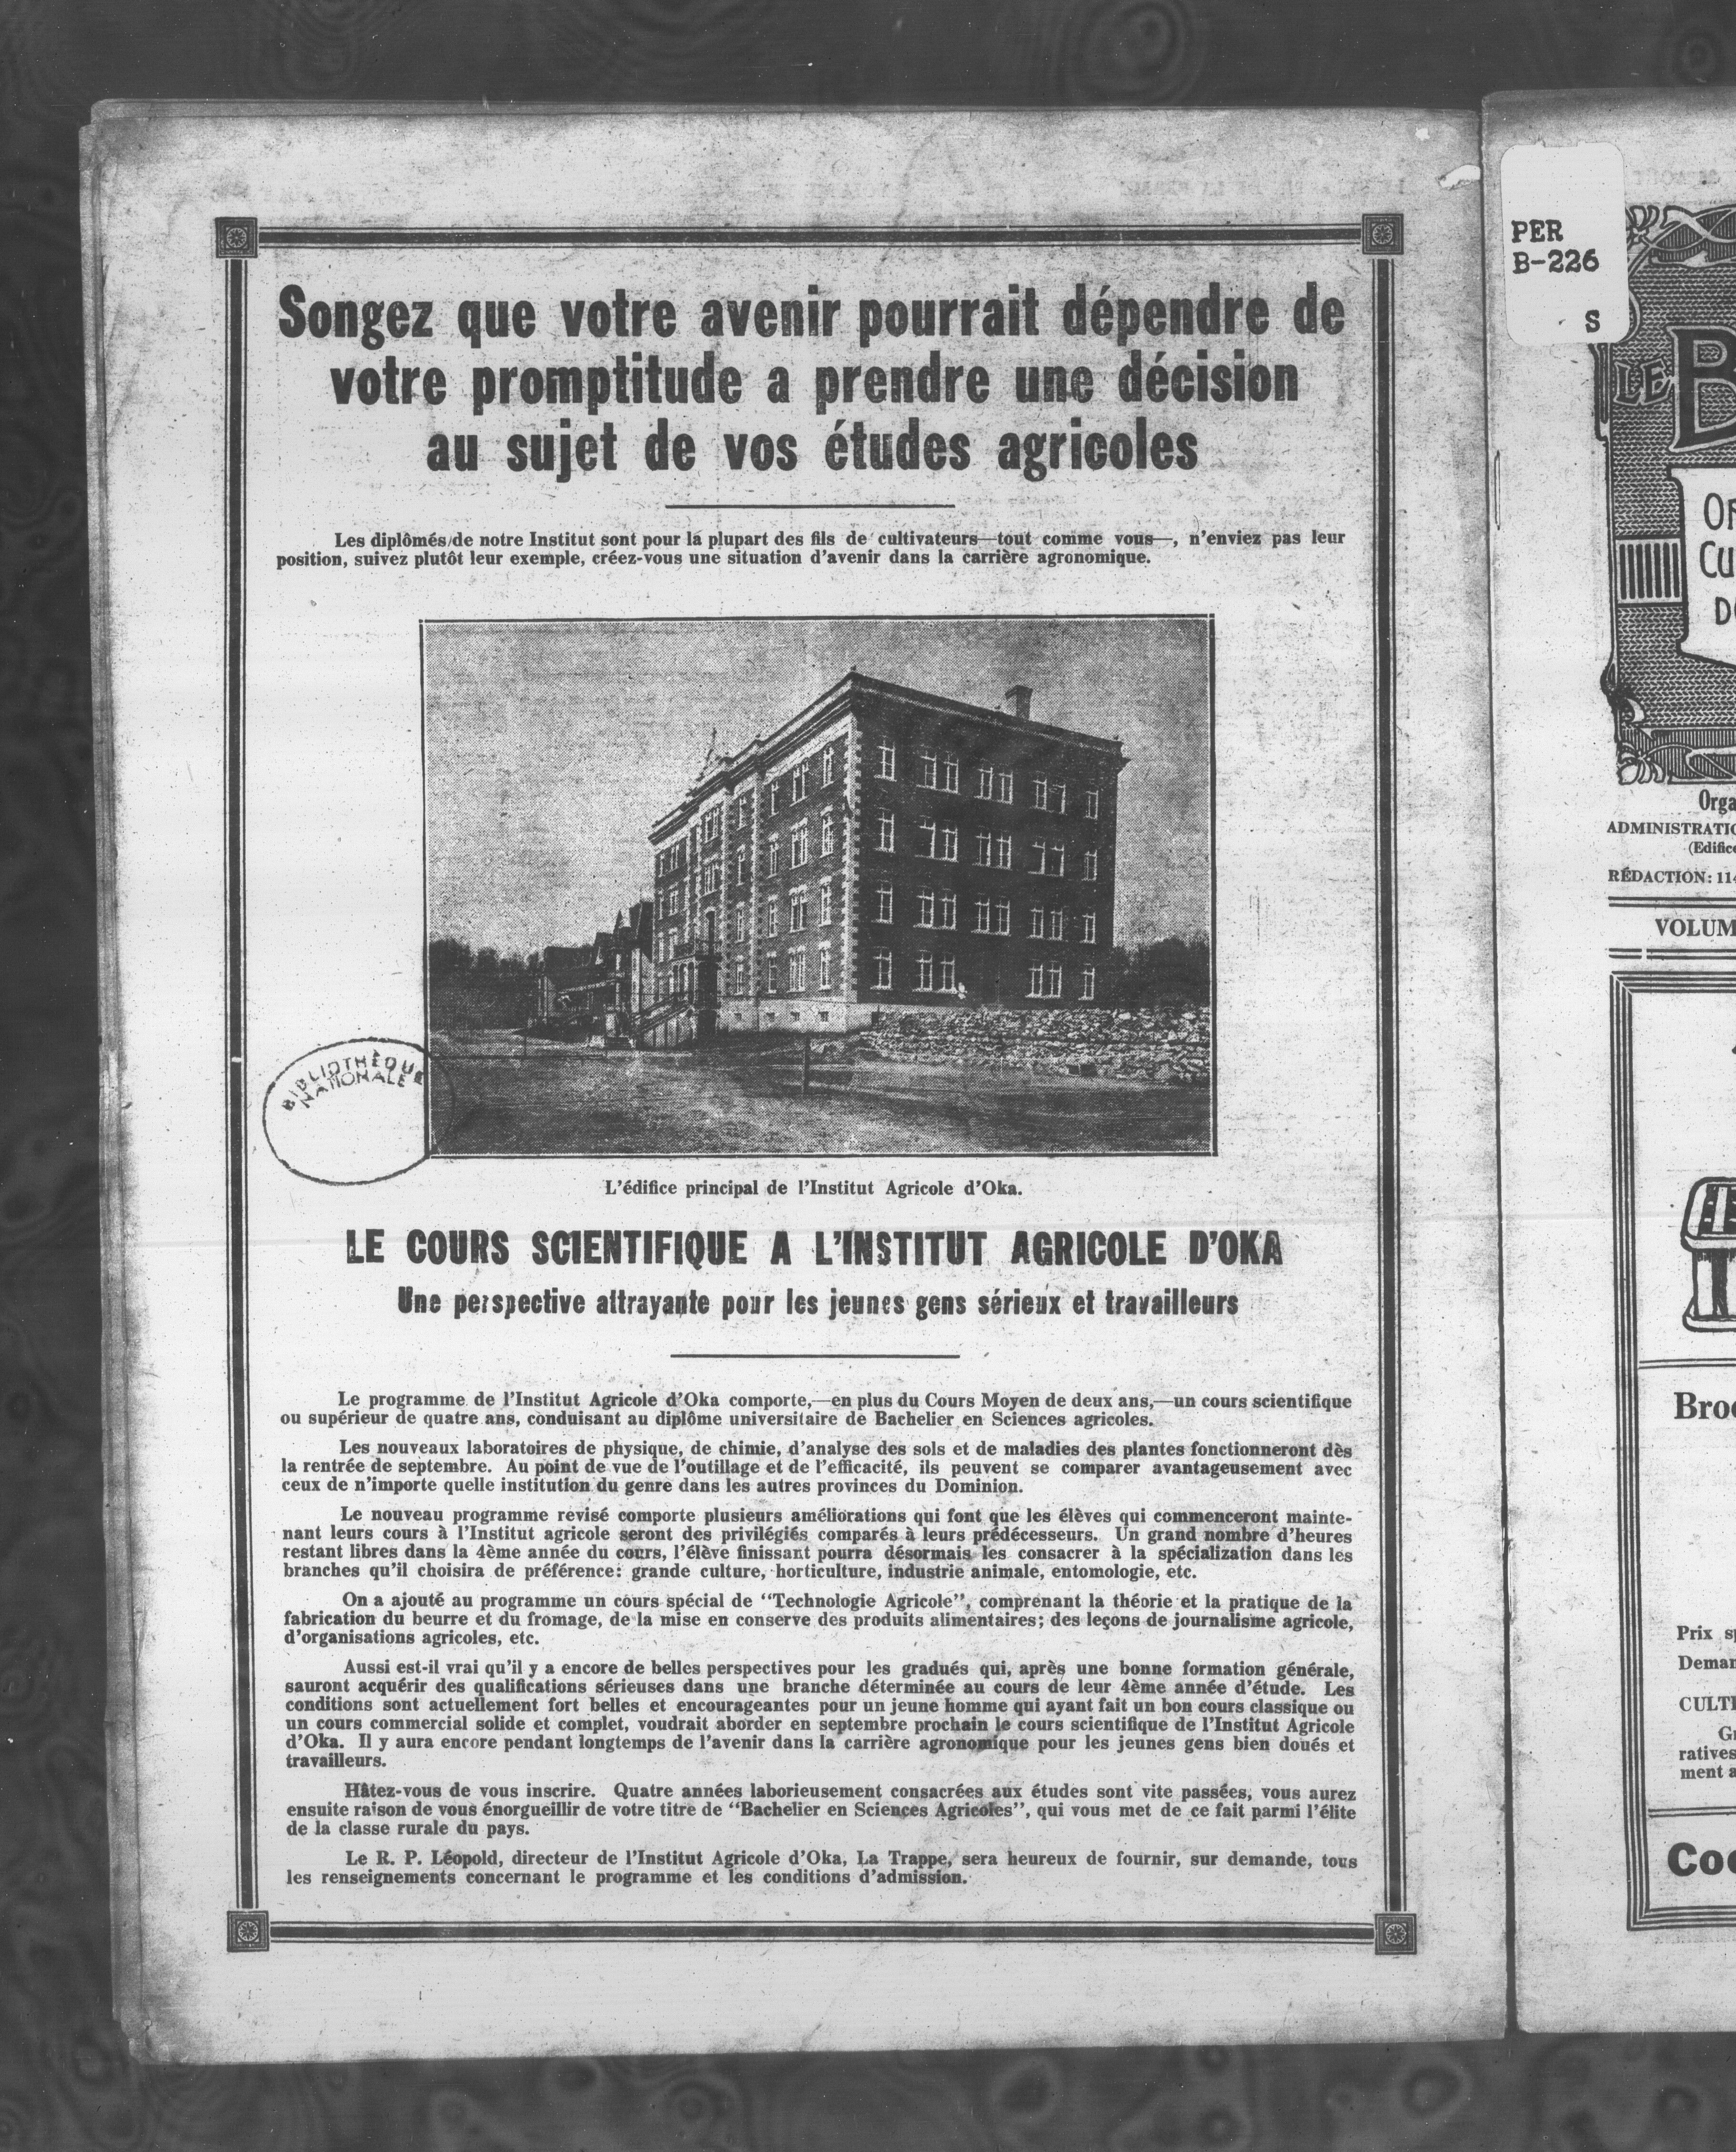 Songez que votre avenir pourrait dépendre de
votre promptitude a prendre une décision
au sujet de vos études agricoles
Les diplômés de notre Institut sont pour la plupart des fils de cultivateurs—tout comme vous—, n'enviez pas leur
position, suivez plutôt leur exemple, créez-vous une situation d'avenir dans la carrière agronomique.
BIBLIOTHÈQUE
NATIONALE
L'édifice principal de l'Institut Agricole d'Oka.
LE COURS SCIENTIFIQUE A L'INSTITUT AGRICOLE D'OKA
Une perspective attrayante pour les jeunes gens sérieux et travailleurs
Le programme de l'Institut Agricole d'Oka comporte,—en plus du Cours Moyen de deux ans,—un cours scientifique
ou supérieur de quatre ans, conduisant au diplôme universitaire de Bachelier en Sciences agricoles.
Les nouveaux laboratoires de physique, de chimie, d'analyse des sols et de maladies des plantes fonctionneront dès
la rentrée de septembre. Au point de vue de l'outillage et de l'efficacité, ils peuvent se comparer avantageusement avec
ceux de n'importe quelle institution du genre dans les autres provinces du Dominion.
Le nouveau programme revisé comporte plusieurs améliorations qui font que les élèves qui commenceront mainte-
nant leurs cours à l'Institut agricole seront des privilégiés comparés à leurs prédécesseurs. Un grand nombre d'heures
restant libres dans la 4ème année du cours, l'élève finissant pourra désormais les consacrer à la spécialization dans les
branches qu'il choisira de préférence: grande culture, horticulture, industrie animale, entomologie, etc.
On a ajouté au programme un cours spécial de "Technologie Agricole", comprenant la théorie et la pratique de la
fabrication du beurre et du fromage, de la mise en conserve des produits alimentaires; des leçons de journalisme agricole,
d'organisations agricoles, etc.
Aussi est-il vrai qu'il y a encore de belles perspectives pour les gradués qui, après une bonne formation générale,
sauront acquérir des qualifications sérieuses dans une branche déterminée au cours de leur 4ème année d'étude. Les
conditions sont actuellement fort belles et encourageantes pour un jeune homme qui ayant fait un bon cours classique ou
un cours commercial solide et complet, voudrait aborder en septembre prochain le cours scientifique de l'Institut Agricole
d'Oka. Il y aura encore pendant longtemps de l'avenir dans la carrière agronomique pour les jeunes gens bien doués et
travailleurs.
Hâtez-vous de vous inscrire. Quatre années laborieusement consacrées aux études sont vite passées, vous aurez
ensuite raison de vous énorgueillir de votre titre de "Bachelier en Sciences Agricoles", qui vous met de ce fait parmi l'élite
de la classe rurale du pays.
Le R. P. Léopold, directeur de l'Institut Agricole d'Oka, La Trappe, sera heureux de fournir, sur demande, tous
les renseignements concernant le programme et les conditions d'admission.
PER
B-226
S
LE B
OR
CU
DO
Orga
ADMINISTRATIO
(Edifice
RÉDACTION: 114
VOLUM
Broc
Prix sp
Deman
CULTI
Gr
ratives
ment a
Coo